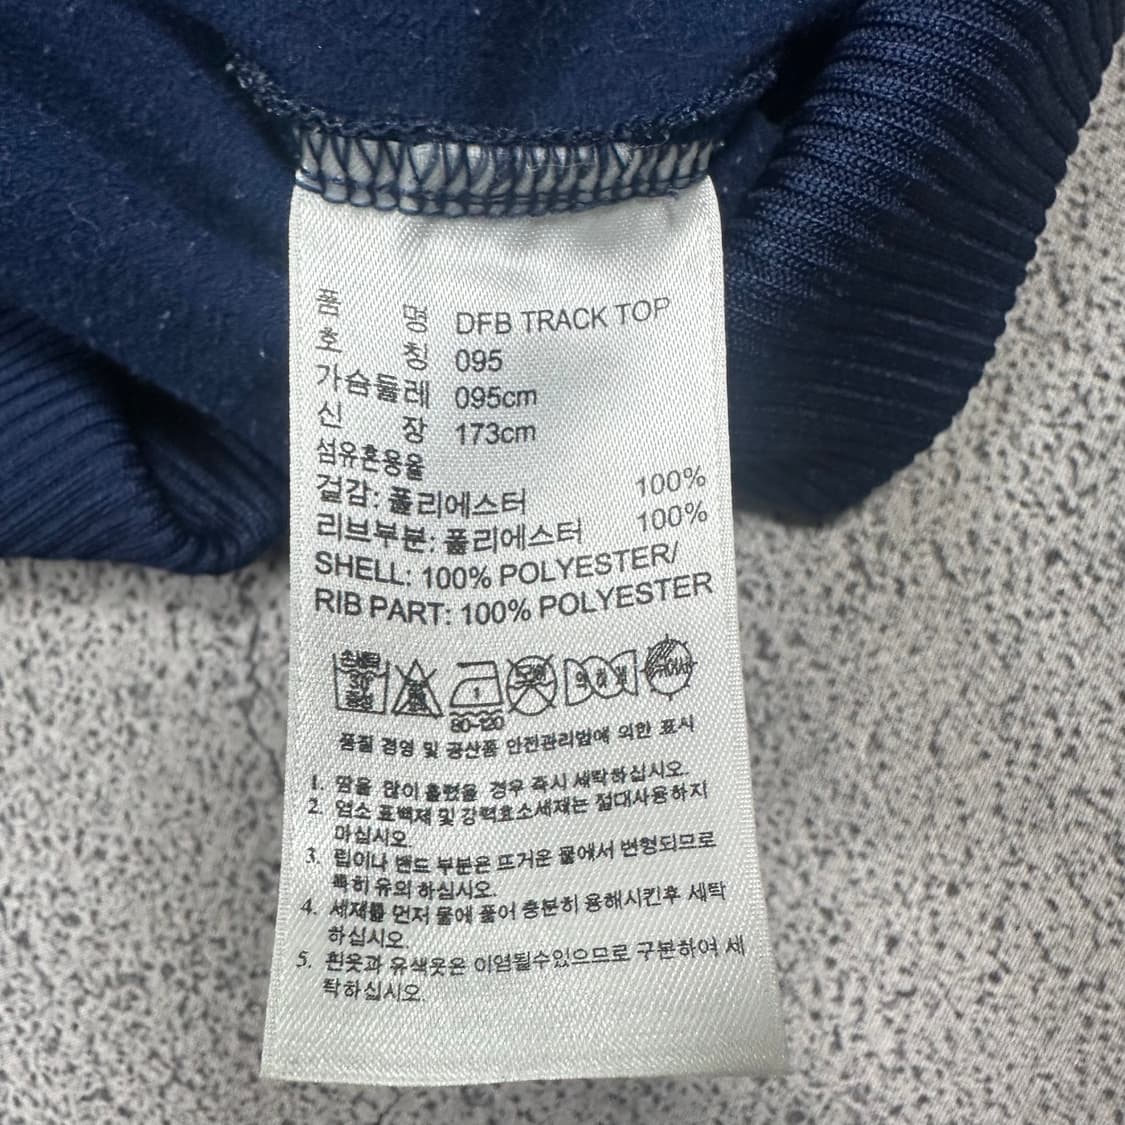 품 명 DFB TRACK TOP
호 칭 095
가슴둘레 095cm
신 장 173cm
섬유혼용율
겉감: 폴리에스터 100%
리브부분: 폴리에스터 100%
SHELL: 100% POLYESTER/
RIB PART: 100% POLYESTER
손세탁
30°
중성
1
80~120
품질 경영 및 공산품 안전관리법에 의한 표시
1. 땀을 많이 흘렸을 경우 즉시 세탁하십시오.
2. 염소 표백제 및 강력효소세제는 절대사용하지
마십시오.
3. 립이나 밴드 부분은 뜨거운 물에서 변형되므로
특히 유의 하십시오.
4. 세제를 먼저 물에 풀어 충분히 용해시킨후 세탁
하십시오.
5. 흰옷과 유색옷은 이염될수있으므로 구분하여 세
탁하십시오.